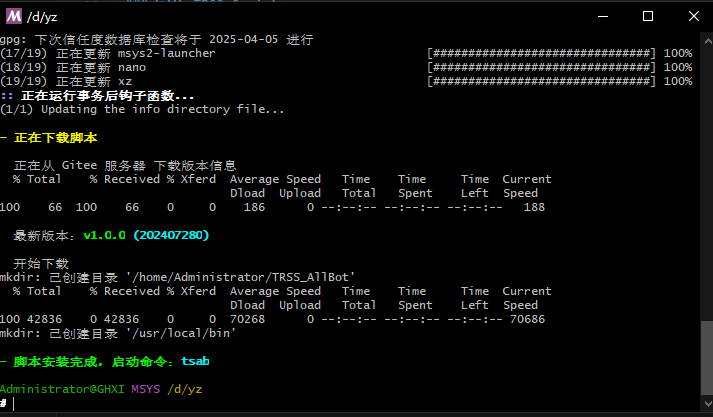 /d/yz
gpg: 下次信任度数据库检查将于 2025-04-05 进行
(17/19) 正在更新 msys2-launcher [###############################] 100%
(18/19) 正在更新 nano [###############################] 100%
(19/19) 正在更新 xz [###############################] 100%
:: 正在运行事务后钩子函数...
(1/1) Updating the info directory file...
- 正在下载脚本
正在从 Gitee 服务器 下载版本信息
% Total % Received % Xferd Average Speed Time Time Time Current
Dload Upload Total Spent Left Speed
100 66 100 66 0 0 186 0 --:--:-- --:--:-- --:--:-- 188
最新版本：v1.0.0 (202407280)
开始下载
mkdir: 已创建目录 '/home/Administrator/TRSS_AllBot'
% Total % Received % Xferd Average Speed Time Time Time Current
Dload Upload Total Spent Left Speed
100 42836 0 42836 0 0 70268 0 --:--:-- --:--:-- --:--:-- 70686
mkdir: 已创建目录 '/usr/local/bin'
- 脚本安装完成，启动命令：tsab
Administrator@GHXI MSYS /d/yz
#